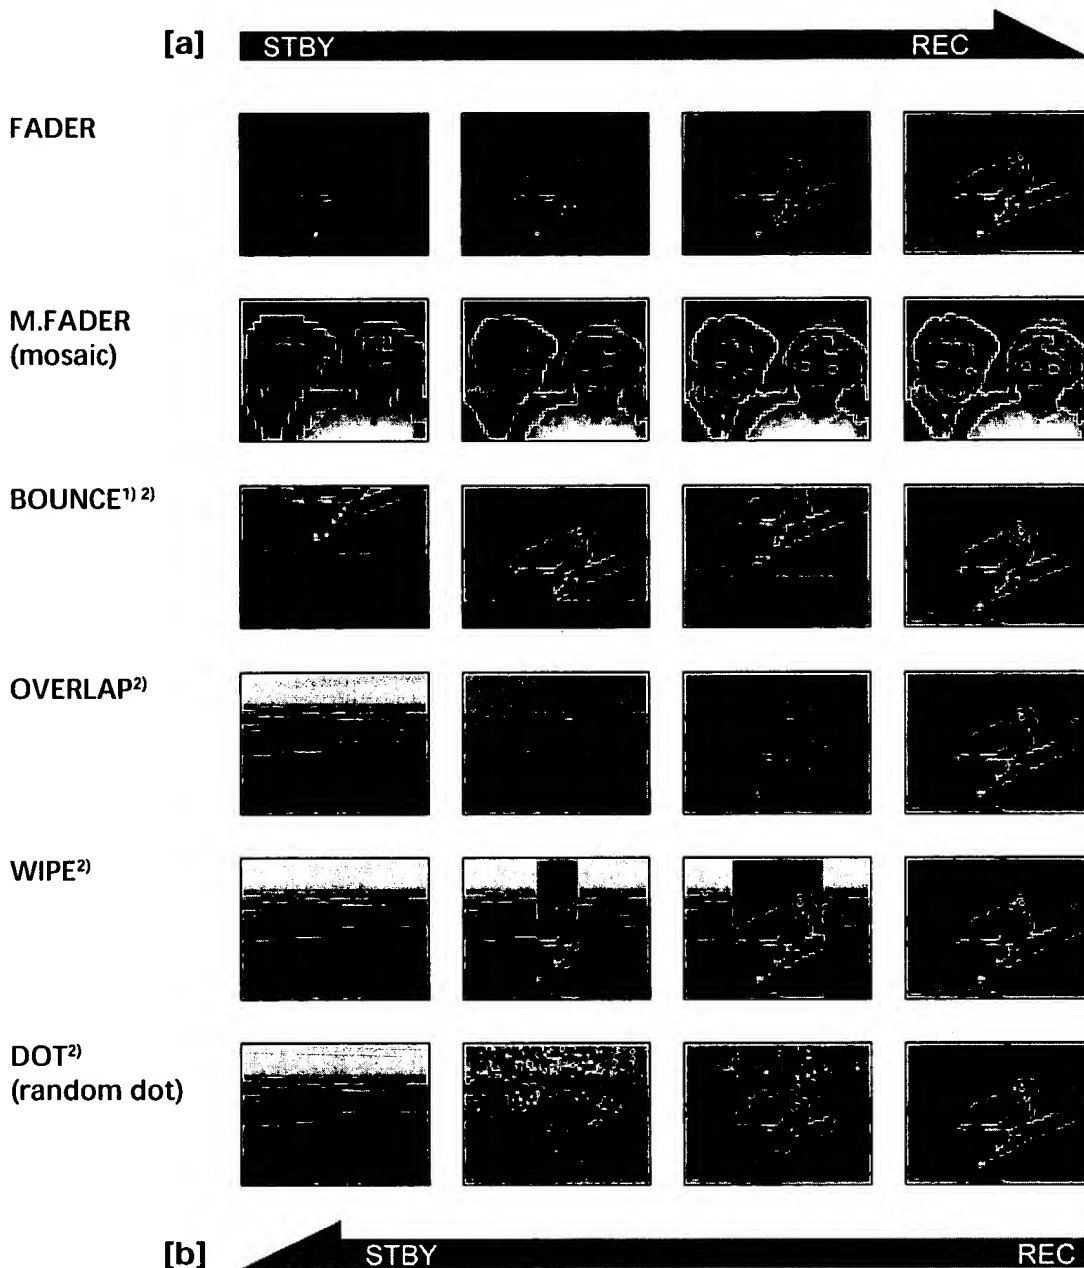 [a] STBY REC
FADER
M.FADER
(mosaic)
BOUNCE¹⁾ ²⁾
OVERLAP²⁾
WIPE²⁾
DOT²⁾
(random dot)
[b] STBY REC